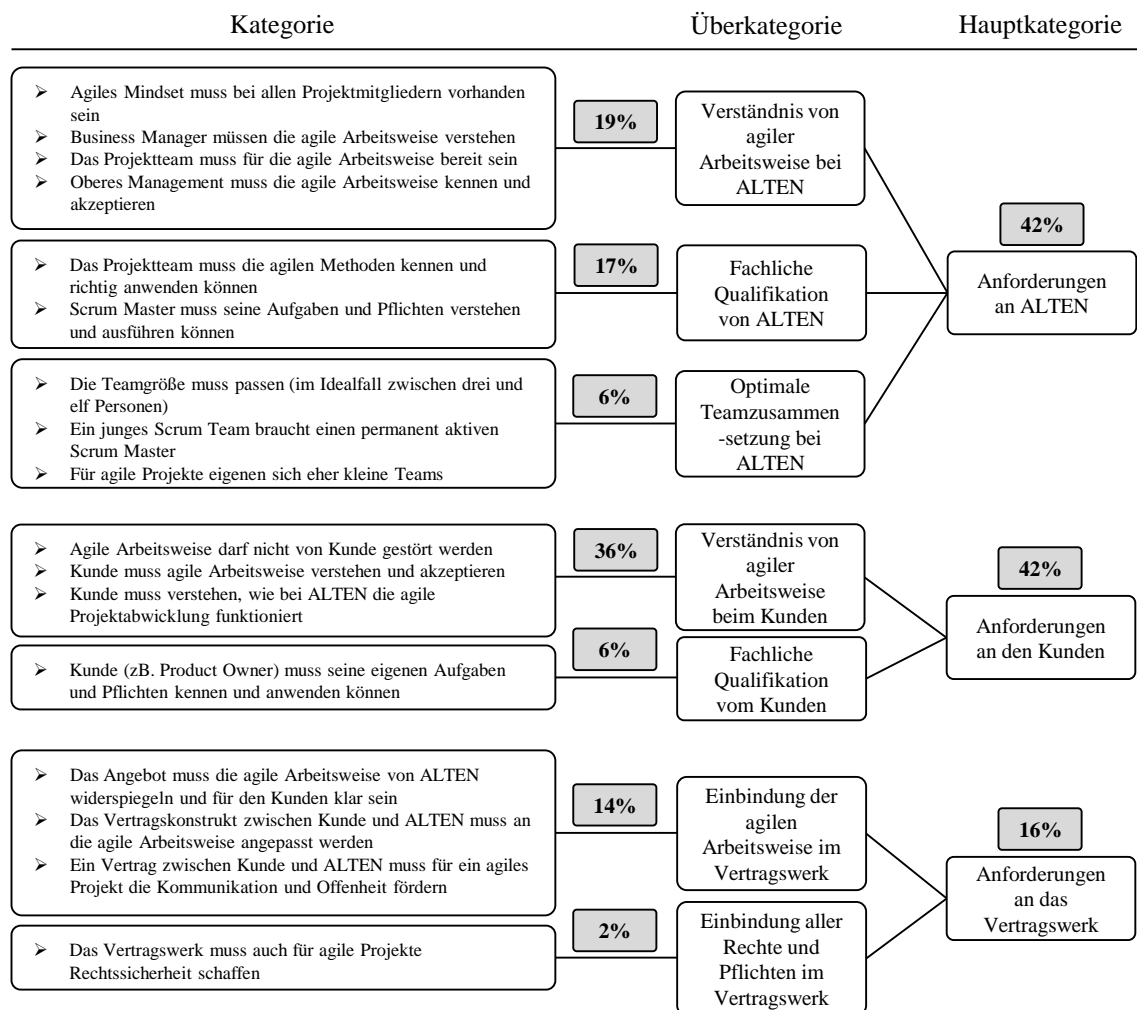 Kategorie
Überkategorie
Hauptkategorie
➢ Agiles Mindset muss bei allen Projektmitgliedern vorhanden
sein
➢ Business Manager müssen die agile Arbeitsweise verstehen
➢ Das Projektteam muss für die agile Arbeitsweise bereit sein
➢ Oberes Management muss die agile Arbeitsweise kennen und
akzeptieren
19%
Verständnis von
agiler
Arbeitsweise bei
ALTEN
➢ Das Projektteam muss die agilen Methoden kennen und
richtig anwenden können
➢ Scrum Master muss seine Aufgaben und Pflichten verstehen
und ausführen können
17%
Fachliche
Qualifikation
von ALTEN
➢ Die Teamgröße muss passen (im Idealfall zwischen drei und
elf Personen)
➢ Ein junges Scrum Team braucht einen permanent aktiven
Scrum Master
➢ Für agile Projekte eigenen sich eher kleine Teams
6%
Optimale
Teamzusammen
-setzung bei
ALTEN
42%
Anforderungen
an ALTEN
➢ Agile Arbeitsweise darf nicht von Kunde gestört werden
➢ Kunde muss agile Arbeitsweise verstehen und akzeptieren
➢ Kunde muss verstehen, wie bei ALTEN die agile
Projektabwicklung funktioniert
36%
Verständnis von
agiler
Arbeitsweise
beim Kunden
➢ Kunde (zB. Product Owner) muss seine eigenen Aufgaben
und Pflichten kennen und anwenden können
6%
Fachliche
Qualifikation
vom Kunden
42%
Anforderungen
an den Kunden
➢ Das Angebot muss die agile Arbeitsweise von ALTEN
widerspiegeln und für den Kunden klar sein
➢ Das Vertragskonstrukt zwischen Kunde und ALTEN muss an
die agile Arbeitsweise angepasst werden
➢ Ein Vertrag zwischen Kunde und ALTEN muss für ein agiles
Projekt die Kommunikation und Offenheit fördern
14%
Einbindung der
agilen
Arbeitsweise im
Vertragswerk
➢ Das Vertragswerk muss auch für agile Projekte
Rechtssicherheit schaffen
2%
Einbindung aller
Rechte und
Pflichten im
Vertragswerk
16%
Anforderungen
an das
Vertragswerk